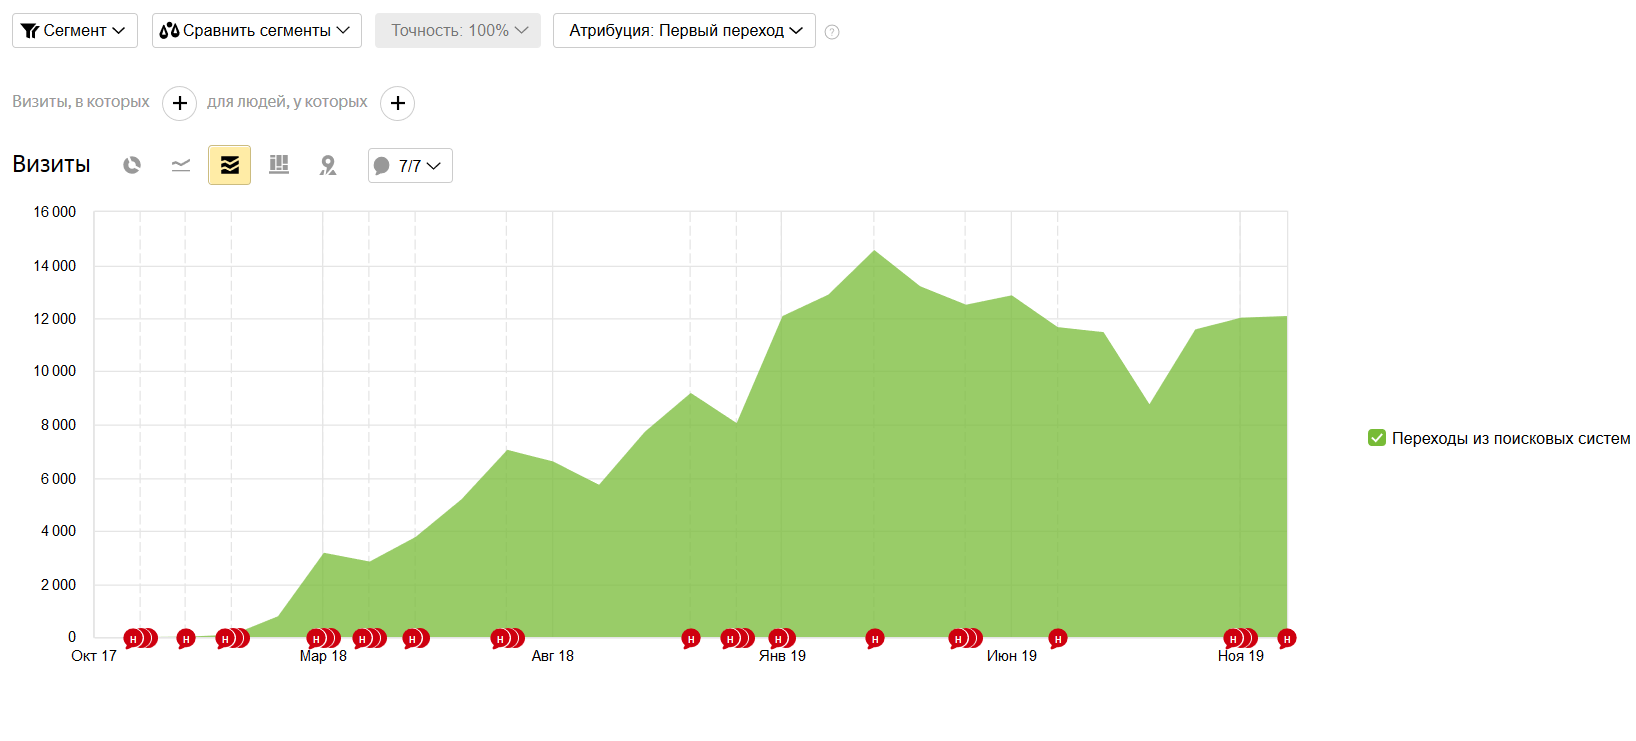 Сегмент Сравнить сегменты Точность: 100% Атрибуция: Первый переход ?
Визиты, в которых + для людей, у которых +
Визиты 7/7
16 000
14 000
12 000
10 000
8 000
6 000
4 000
2 000
0
Переходы из поисковых систем
н н н н н н н н н н н н н н н
Окт 17 Мар 18 Авг 18 Янв 19 Июн 19 Ноя 19